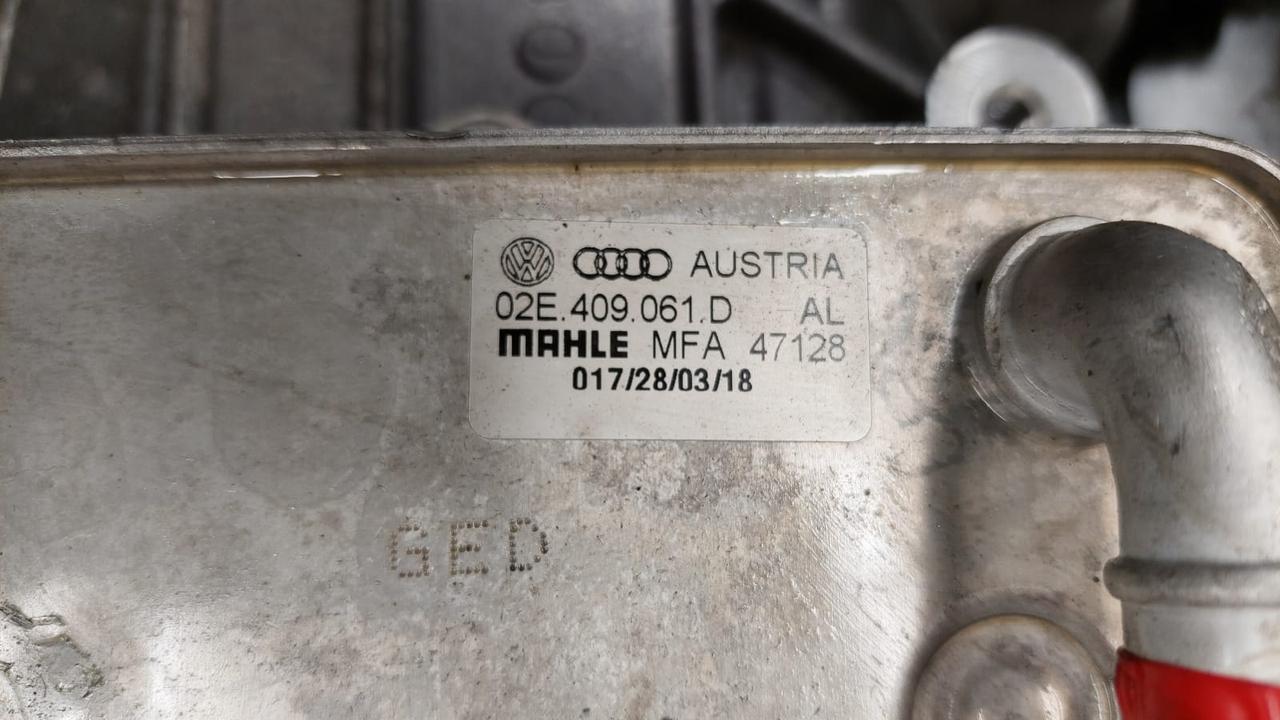 AUSTRIA
02E.409.061.D AL
MAHLE MFA 47128
017/28/03/18
GED